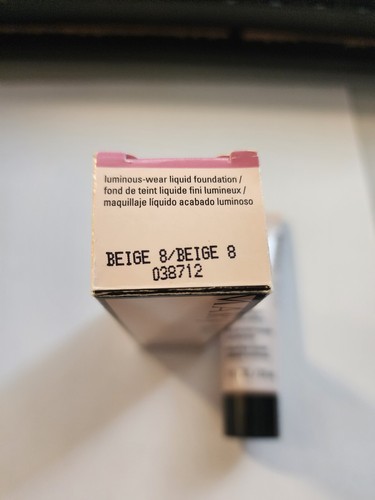 luminous-wear liquid foundation /
fond de teint liquide fini lumineux /
maquillaje líquido acabado luminoso
BEIGE 8/BEIGE 8
038712